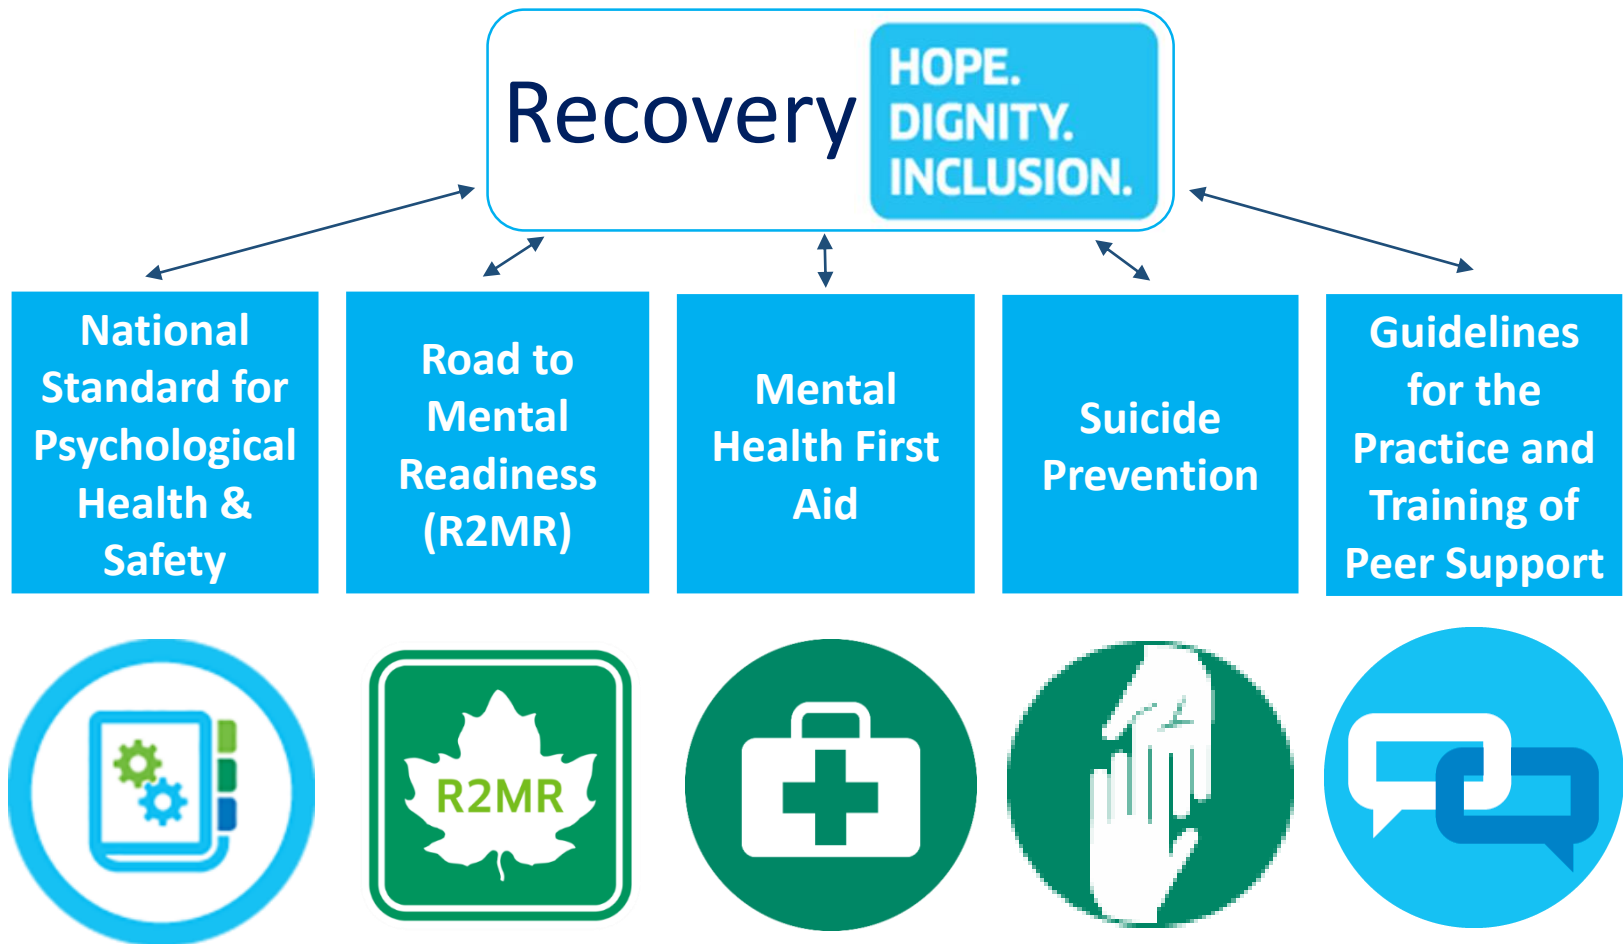 Recovery
HOPE.
DIGNITY.
INCLUSION.
National
Standard for
Psychological
Health &
Safety
Road to
Mental
Readiness
(R2MR)
Mental
Health First
Aid
Suicide
Prevention
Guidelines
for the
Practice and
Training of
Peer Support
R2MR